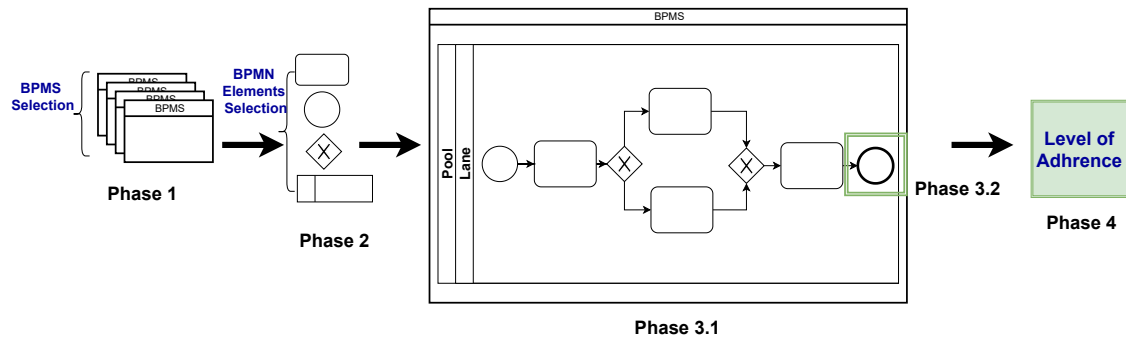 BPMS
Selection
BPMS
BPMS
BPMS
BPMS
Phase 1
BPMN
Elements
Selection
Phase 2
BPMS
Pool
Lane
X
X
X
Phase 3.1
Phase 3.2
Level of
Adhrence
Phase 4